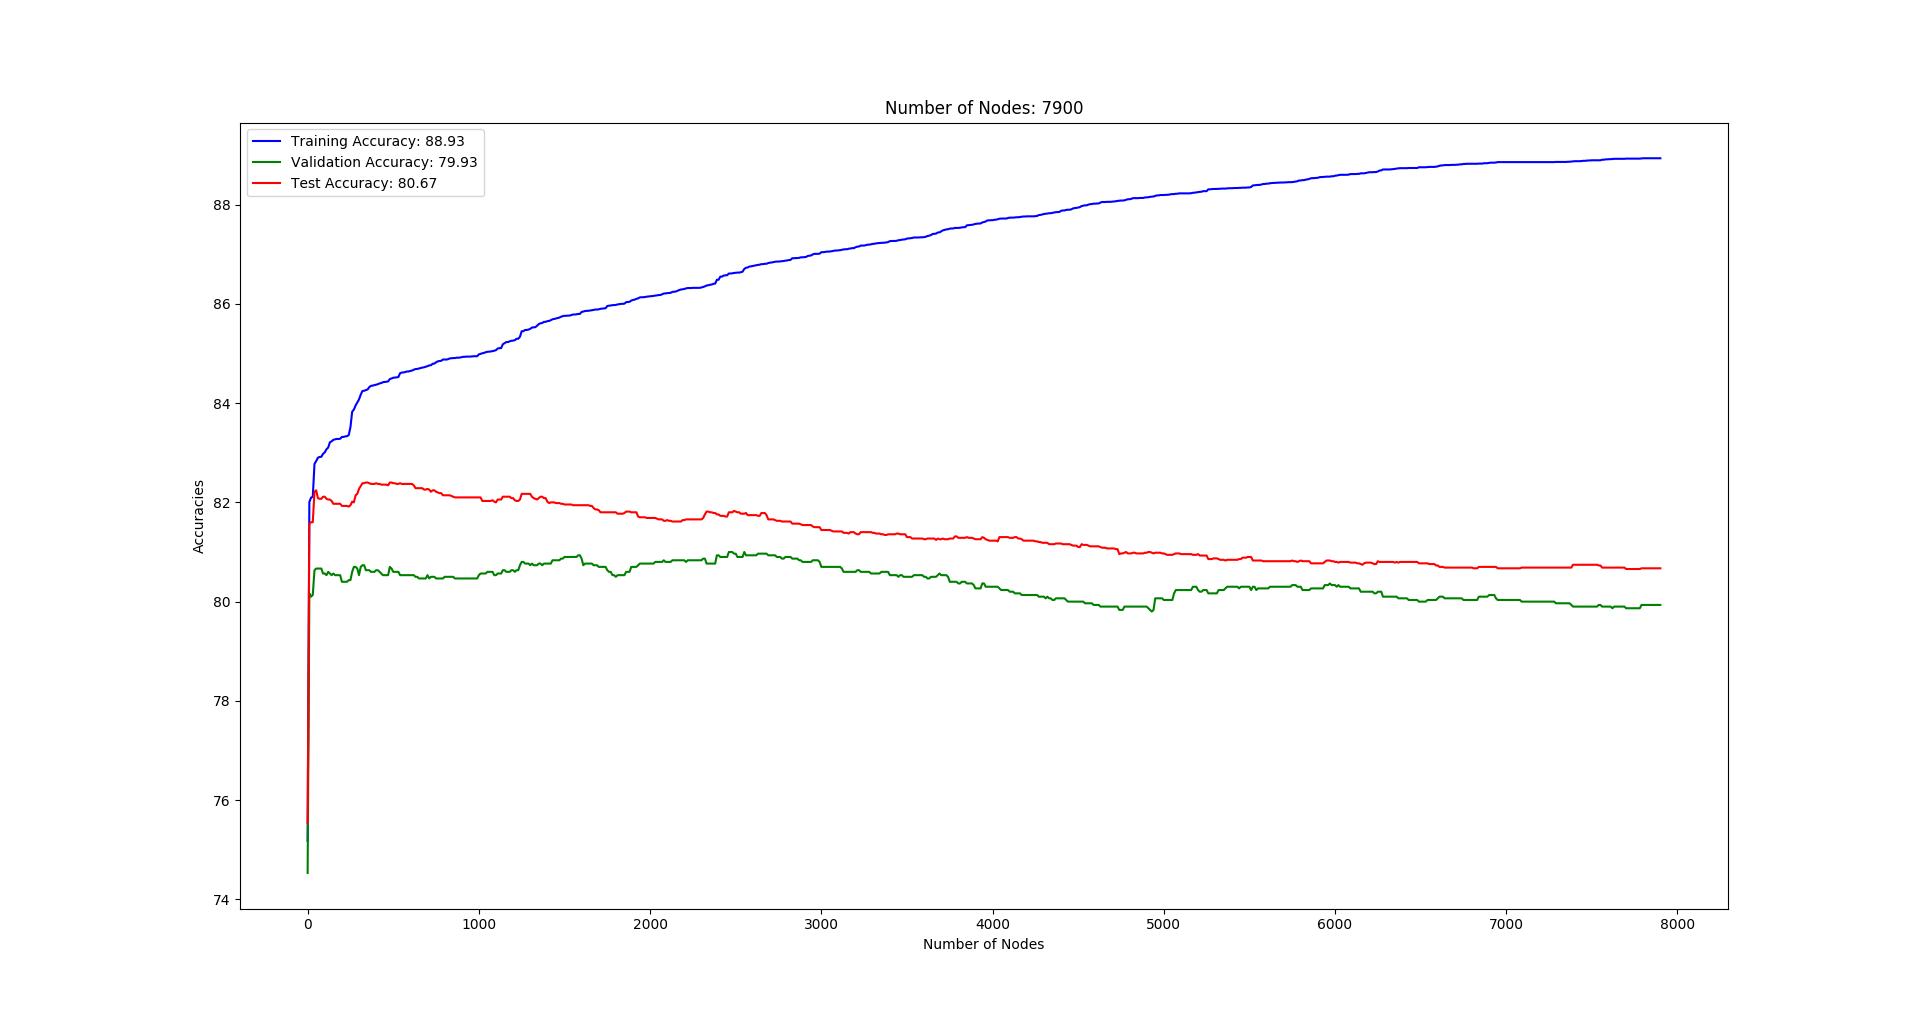 Number of Nodes: 7900
Training Accuracy: 88.93
Validation Accuracy: 79.93
Test Accuracy: 80.67
88
86
84
82
80
78
76
74
Accuracies
0 1000 2000 3000 4000 5000 6000 7000 8000
Number of Nodes